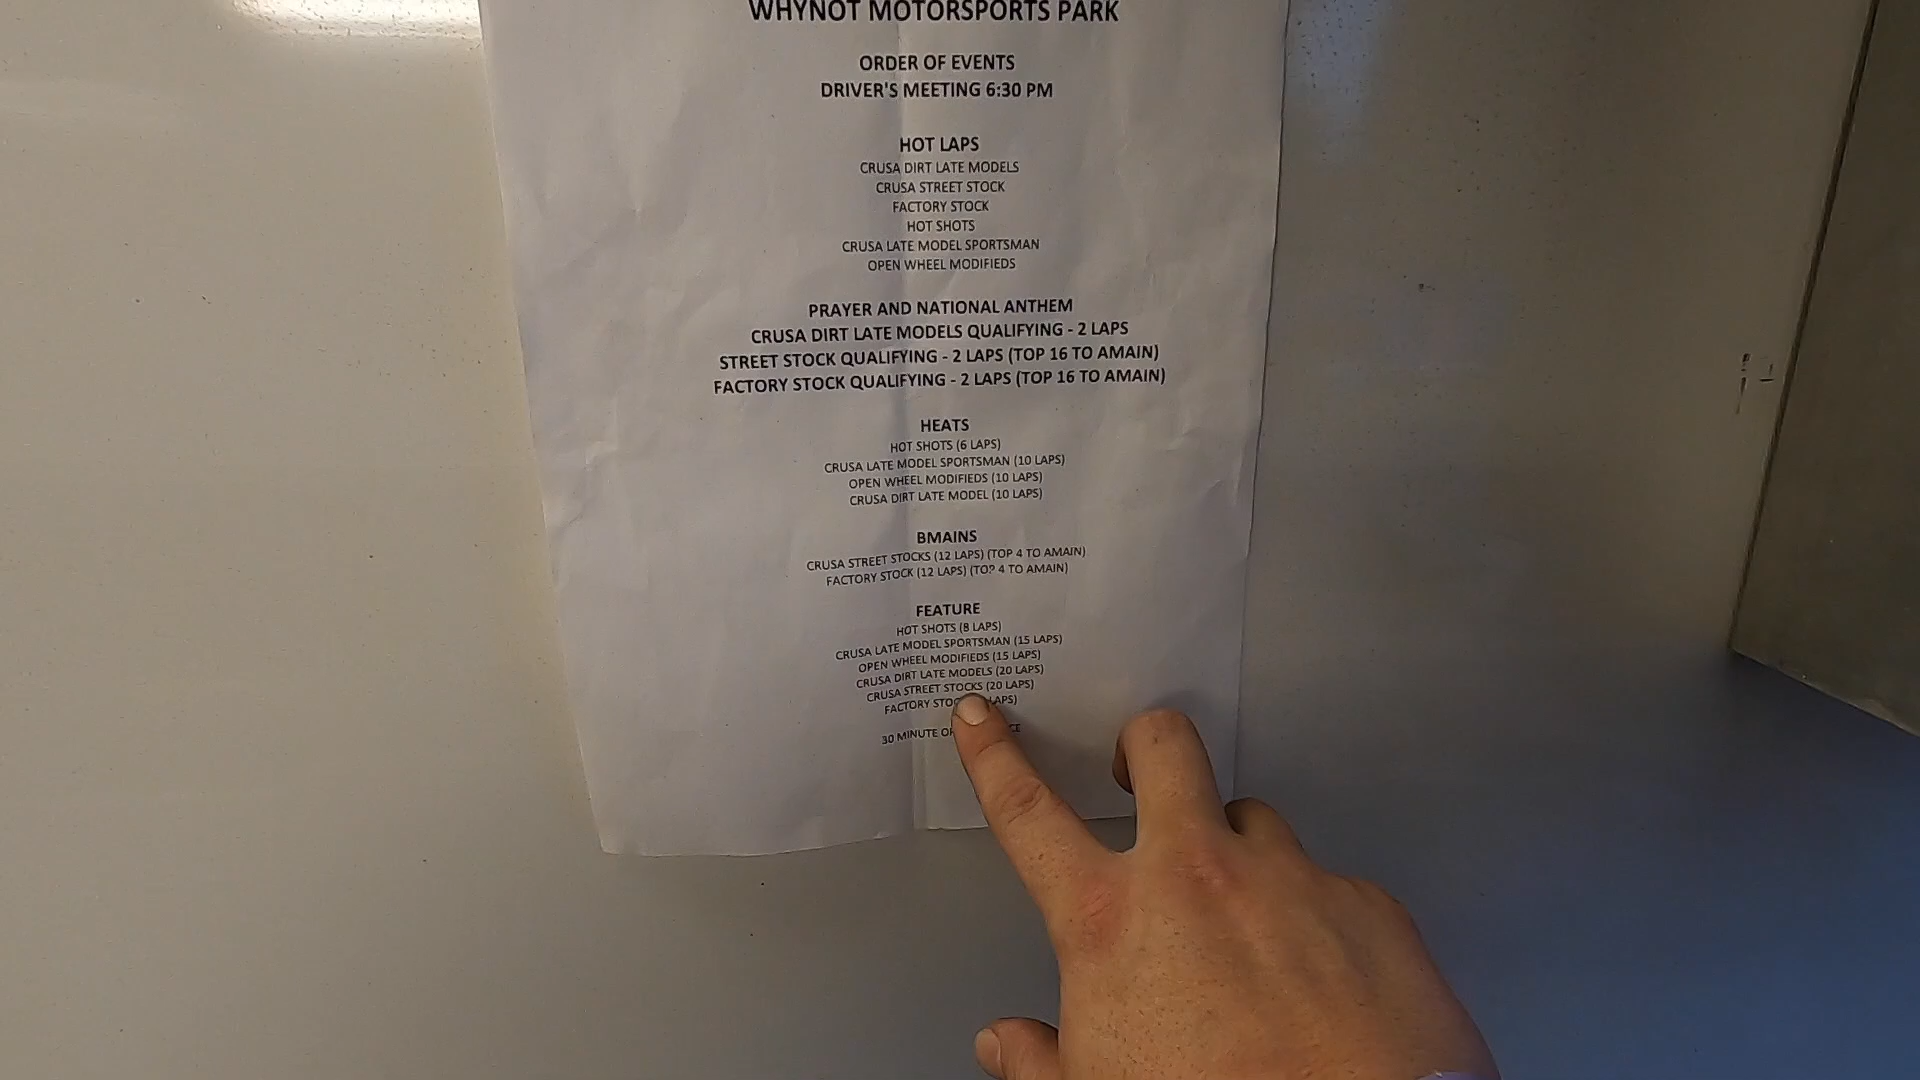 WHYNOT MOTORSPORTS PARK
ORDER OF EVENTS
DRIVER'S MEETING 6:30 PM
HOT LAPS
CRUSA DIRT LATE MODELS
CRUSA STREET STOCK
FACTORY STOCK
HOT SHOTS
CRUSA LATE MODEL SPORTSMAN
OPEN WHEEL MODIFIEDS
PRAYER AND NATIONAL ANTHEM
CRUSA DIRT LATE MODELS QUALIFYING - 2 LAPS
STREET STOCK QUALIFYING - 2 LAPS (TOP 16 TO AMAIN)
FACTORY STOCK QUALIFYING - 2 LAPS (TOP 16 TO AMAIN)
HEATS
HOT SHOTS (6 LAPS)
CRUSA LATE MODEL SPORTSMAN (10 LAPS)
OPEN WHEEL MODIFIEDS (10 LAPS)
CRUSA DIRT LATE MODEL (10 LAPS)
BMAINS
CRUSA STREET STOCKS (12 LAPS) (TOP 4 TO AMAIN)
FACTORY STOCK (12 LAPS) (TOP 4 TO AMAIN)
FEATURE
HOT SHOTS (8 LAPS)
CRUSA LATE MODEL SPORTSMAN (15 LAPS)
OPEN WHEEL MODIFIEDS (15 LAPS)
CRUSA DIRT LATE MODELS (20 LAPS)
CRUSA STREET STOCKS (20 LAPS)
FACTORY LAPS)
30 MINUTE